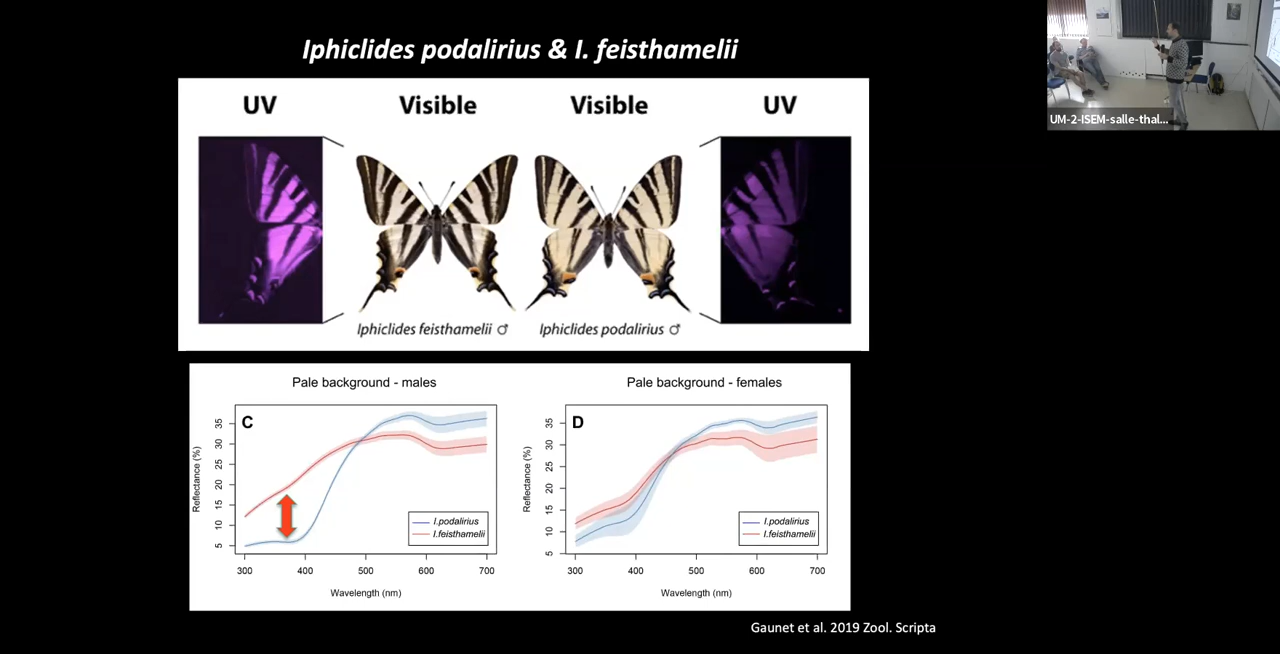 Iphiclides podalirius & I. feisthamelii
UM-2-ISEM-salle-thal...
UV Visible Visible UV
Iphiclides feisthamelii ♂ Iphiclides podalirius ♂
Pale background - males
C
Reflectance (%)
35
30
25
20
15
10
5
I.podalirius
I.feisthamelii
300 400 500 600 700
Wavelength (nm)
Pale background - females
D
Reflectance (%)
35
30
25
20
15
10
5
I.podalirius
I.feisthamelii
300 400 500 600 700
Wavelength (nm)
Gaunet et al. 2019 Zool. Scripta